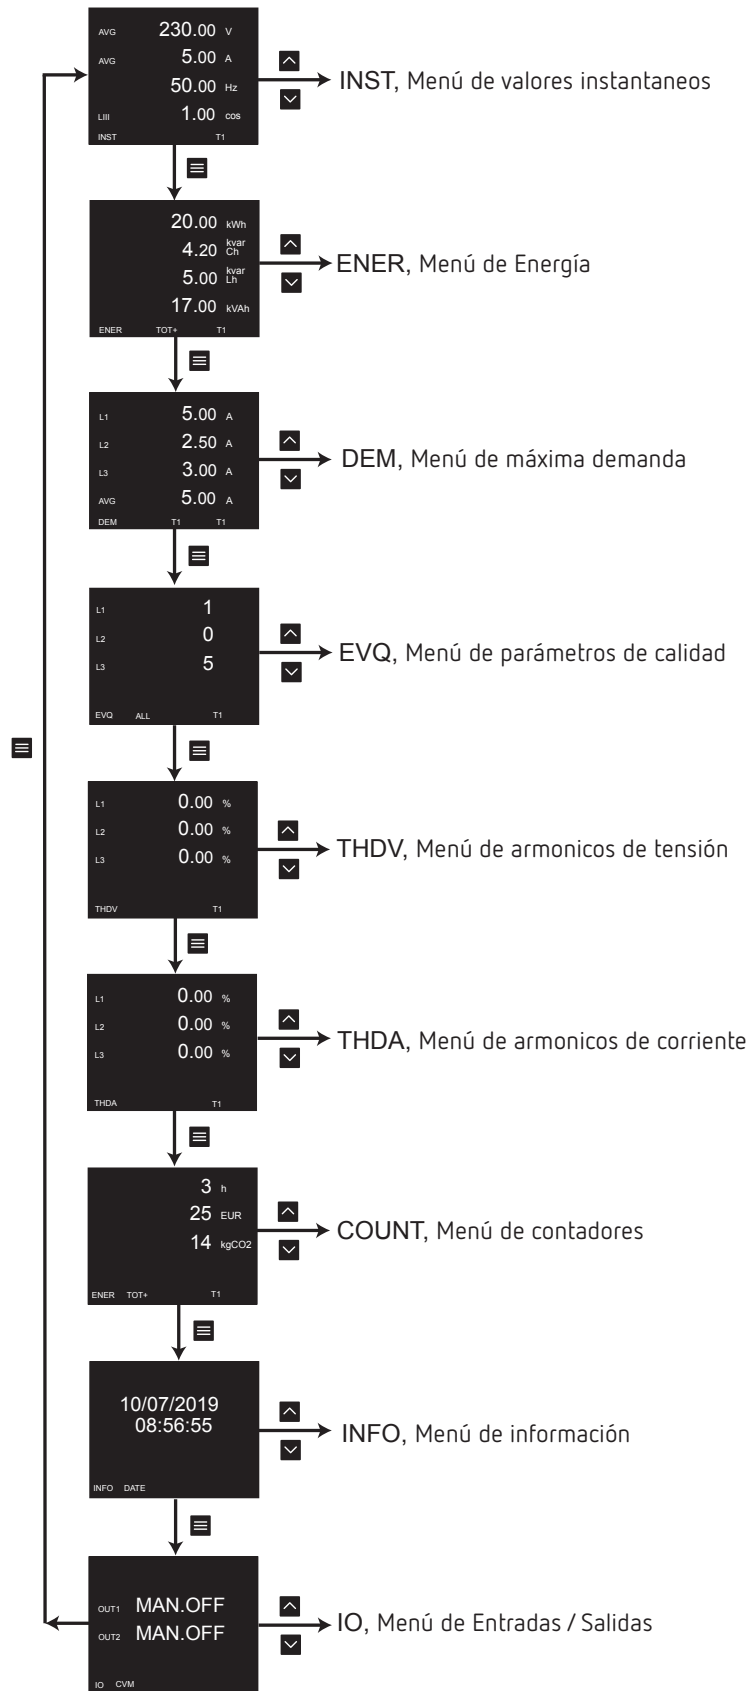 AVG 230.00 V
AVG 5.00 A
50.00 Hz
LIII 1.00 cos
INST T1
INST, Menú de valores instantaneos
20.00 kWh
4.20 kvar Ch
5.00 kvar Lh
17.00 kVAh
ENER TOT+ T1
ENER, Menú de Energía
L1 5.00 A
L2 2.50 A
L3 3.00 A
AVG 5.00 A
DEM T1 T1
DEM, Menú de máxima demanda
L1 1
L2 0
L3 5
EVQ ALL T1
EVQ, Menú de parámetros de calidad
L1 0.00 %
L2 0.00 %
L3 0.00 %
THDV T1
THDV, Menú de armonicos de tensión
L1 0.00 %
L2 0.00 %
L3 0.00 %
THDA T1
THDA, Menú de armonicos de corriente
3 h
25 EUR
14 kgCO2
ENER TOT+ T1
COUNT, Menú de contadores
10/07/2019
08:56:55
INFO DATE
INFO, Menú de información
OUT1 MAN.OFF
OUT2 MAN.OFF
IO CVM
IO, Menú de Entradas / Salidas